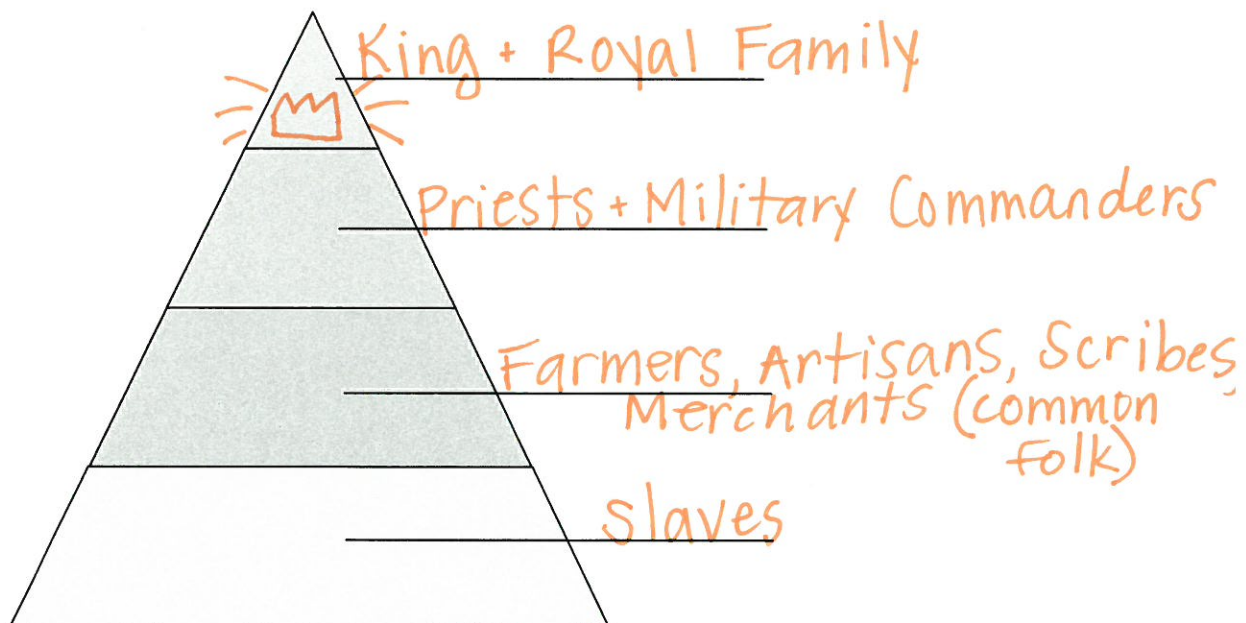 King + Royal Family
Priests + Military Commanders
Farmers, Artisans, Scribes,
Merchants (common
folk)
slaves